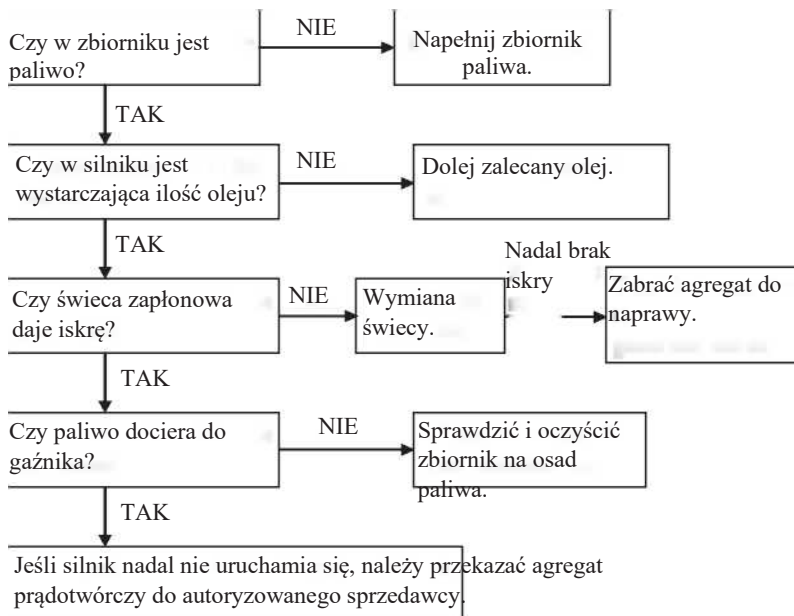 Czy w zbiorniku jest
paliwo?
NIE
Napełnij zbiornik
paliwa.
TAK
Czy w silniku jest
wystarczająca ilość oleju?
NIE
Dolej zalecany olej.
TAK
Czy świeca zapłonowa
daje iskrę?
NIE
Wymiana
świecy.
Nadal brak
iskry
Zabrać agregat do
naprawy.
TAK
Czy paliwo dociera do
gaźnika?
NIE
Sprawdzić i oczyścić
zbiornik na osad
paliwa.
TAK
Jeśli silnik nadal nie uruchamia się, należy przekazać agregat
prądotwórczy do autoryzowanego sprzedawcy.